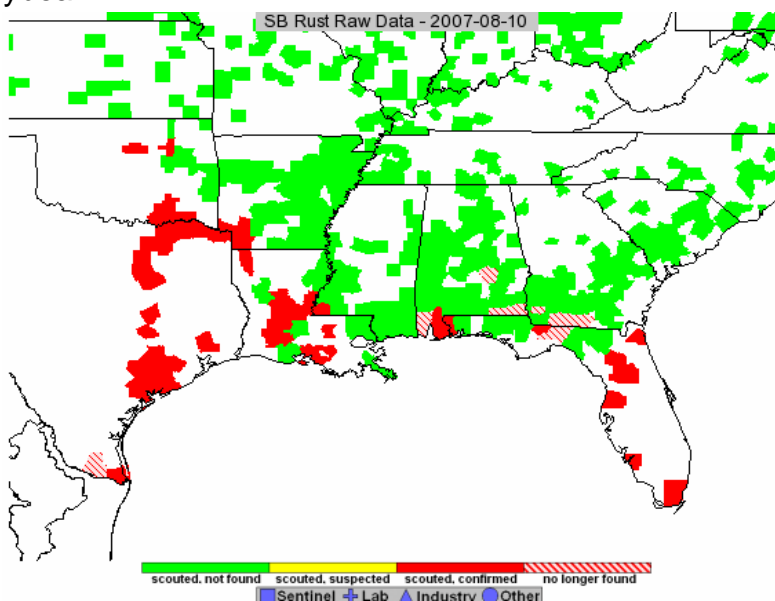 SB Rust Raw Data - 2007-08-10
scouted, not found scouted, suspected scouted, confirmed no longer found
Sentinel Lab Industry Other